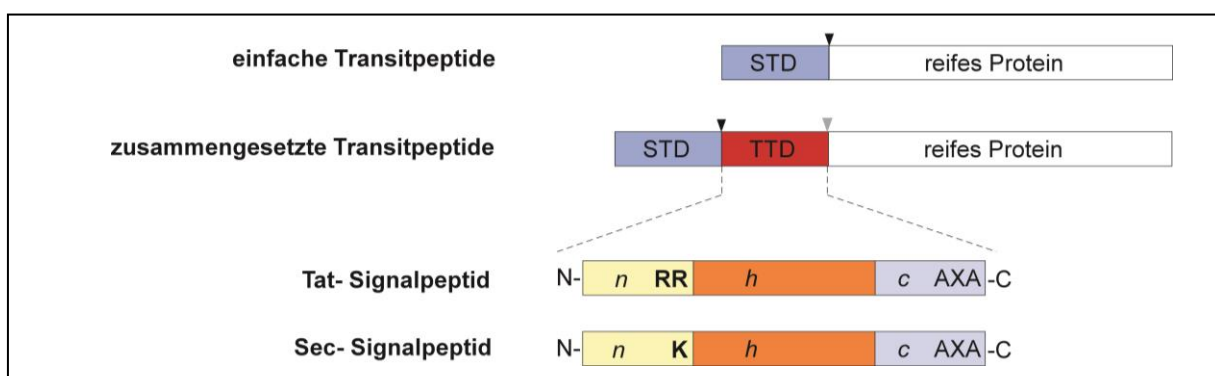 einfache Transitpeptide STD reifes Protein
zusammengesetzte Transitpeptide STD TTD reifes Protein
Tat- Signalpeptid N- n RR h c AXA -C
Sec- Signalpeptid N- n K h c AXA -C